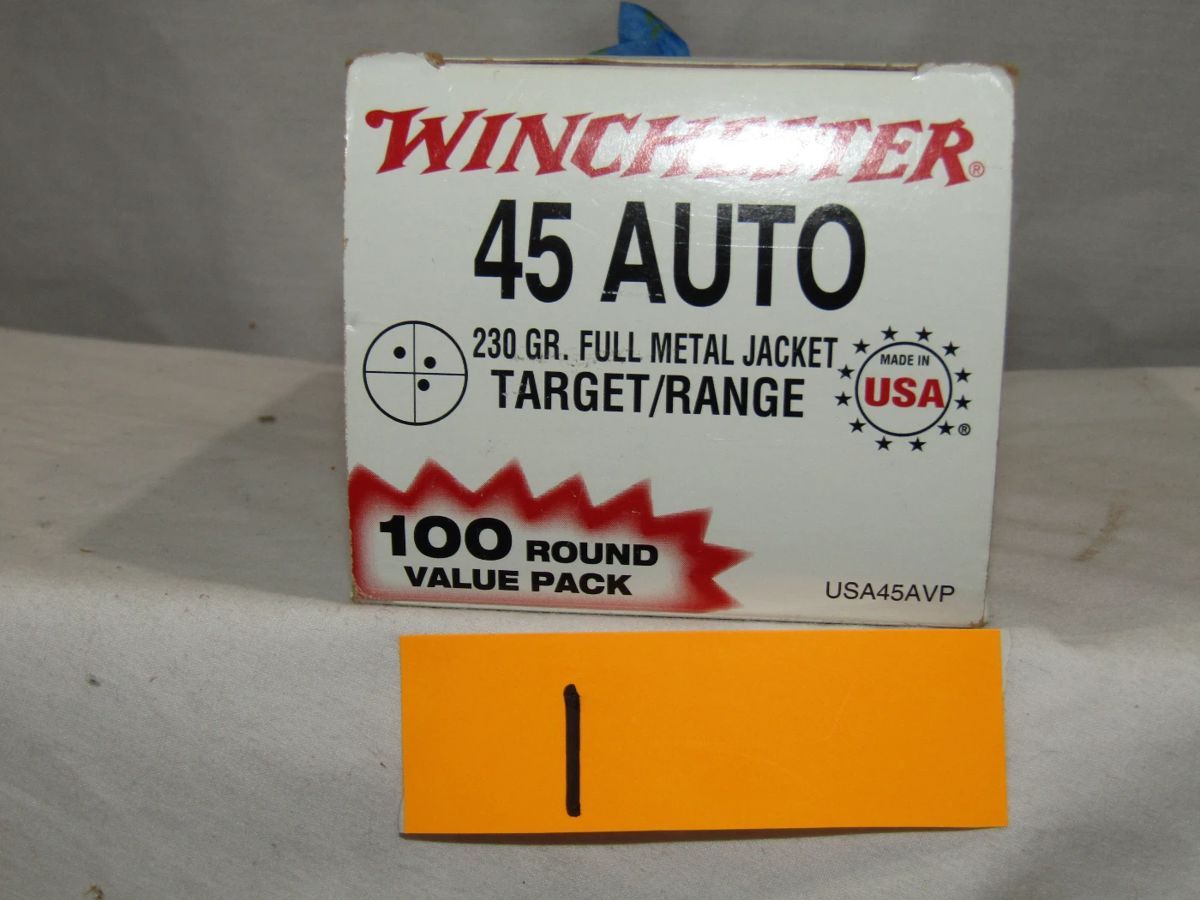 WINCHESTER®
45 AUTO
230 GR. FULL METAL JACKET
TARGET/RANGE
MADE IN
USA
®
100 ROUND
VALUE PACK
USA45AVP
1